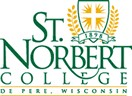 ST.
NORBERT
1898
COLLEGE
DE PERE, WISCONSIN